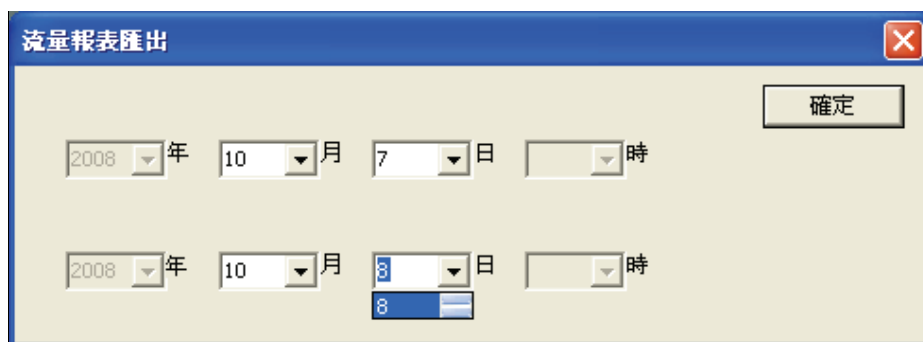 流量報表匯出
確定
2008 年 10 月 7 日 時
2008 年 10 月 8 日 時
8